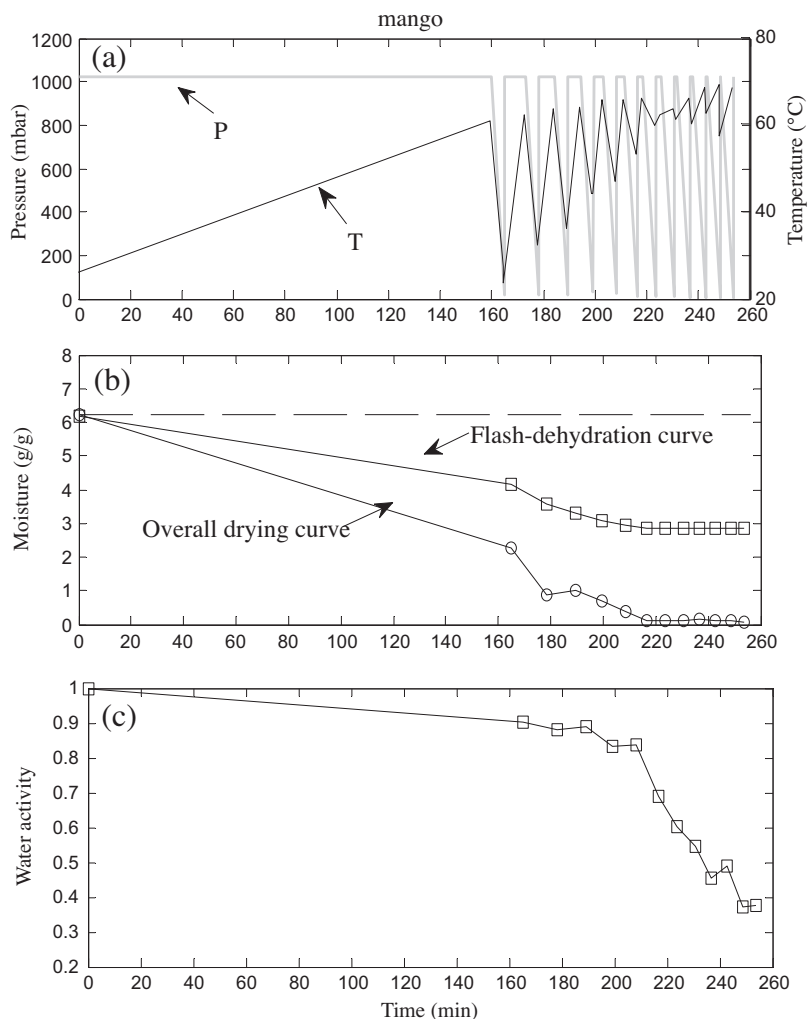 mango
(a)
1200
1000
800
600
400
200
0
Pressure (mbar)
80
60
40
20
Temperature (°C)
P
T
0 20 40 60 80 100 120 140 160 180 200 220 240 260
(b)
8
7
6
5
4
3
2
1
0
Moisture (g/g)
Flash-dehydration curve
Overall drying curve
0 20 40 60 80 100 120 140 160 180 200 220 240 260
(c)
1
0.9
0.8
0.7
0.6
0.5
0.4
0.3
0.2
Water activity
0 20 40 60 80 100 120 140 160 180 200 220 240 260
Time (min)